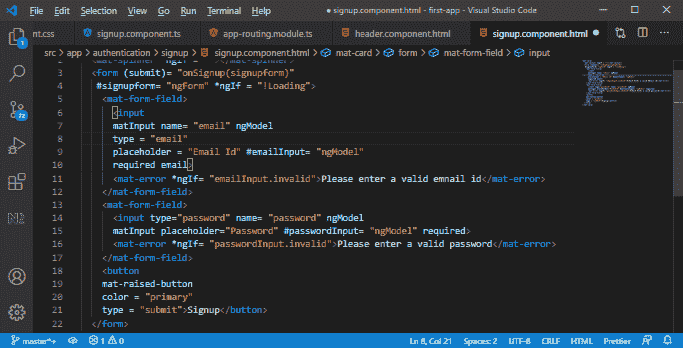 File Edit Selection View Go Run Terminal Help
● signup.component.html - first-app - Visual Studio Code
nt.css signup.component.ts app-routing.module.ts header.component.html signup.component.html ●
src > app > authentication > signup > signup.component.html > mat-card > form > mat-form-field > input
2 <mat-spinner *ngIf = </mat-spinner>
3 <form (submit)= "onSignup(signupform)"
4 #signupform= "ngForm" *ngIf = "!Loading">
5 <mat-form-field>
6 <input
7 matInput name= "email" ngModel
8 type = "email"
9 placeholder = "Email Id" #emailInput= "ngModel"
10 required email>
11 <mat-error *ngIf= "emailInput.invalid">Please enter a valid emnail id</mat-error>
12 </mat-form-field>
13 <mat-form-field>
14 <input type="password" name= "password" ngModel
15 matInput placeholder="Password" #passwordInput= "ngModel" required>
16 <mat-error *ngIf= "passwordInput.invalid">Please enter a valid password</mat-error>
17 </mat-form-field>
18 <button
19 mat-raised-button
20 color = "primary"
21 type = "submit">Signup</button>
22 </form>
22
master* 1 0 Ln 8, Col 21 Spaces: 2 UTF-8 CRLF HTML Prettier